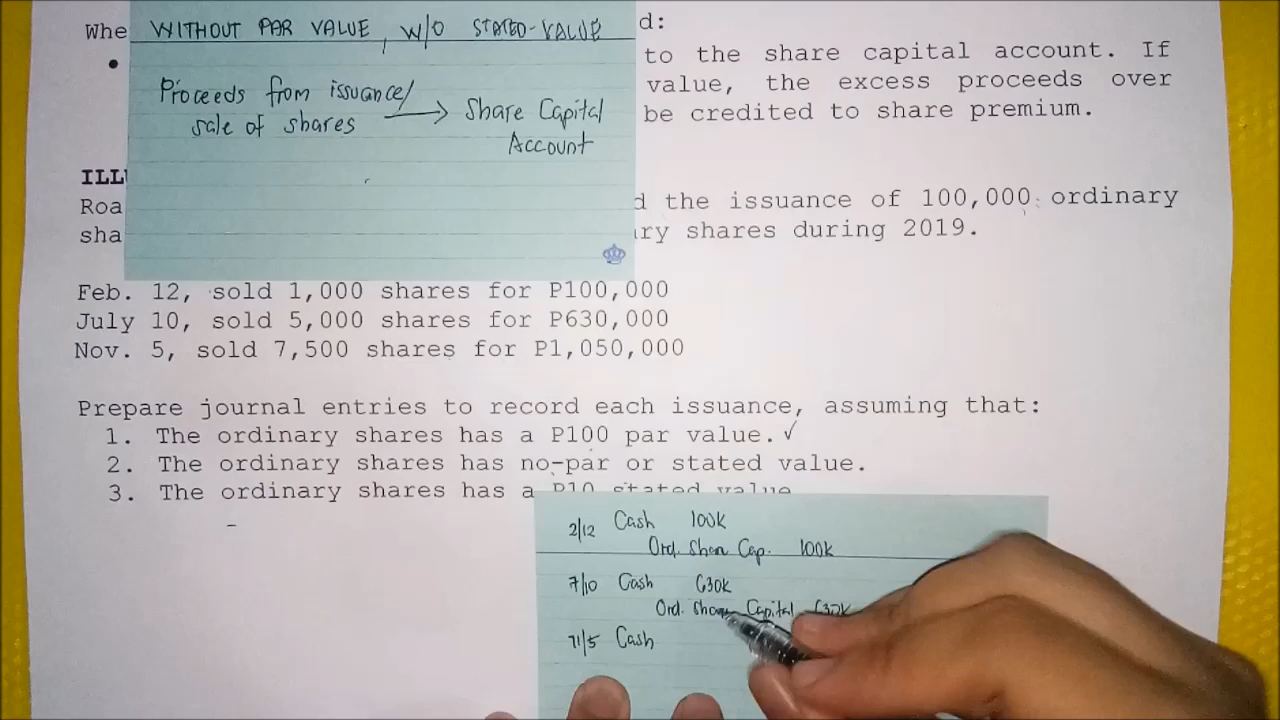 Whe
d:
WITHOUT PAR VALUE, W/O STATED-VALUE
to the share capital account. If
value, the excess proceeds over
be credited to share premium.
Proceeds from issuance/
sale of shares → Share Capital
Account
ILL
Roa
d the issuance of 100,000 ordinary
sha
ry shares during 2019.
Feb. 12, sold 1,000 shares for P100,000
July 10, sold 5,000 shares for P630,000
Nov. 5, sold 7,500 shares for P1,050,000
Prepare journal entries to record each issuance, assuming that:
1. The ordinary shares has a P100 par value. ✓
2. The ordinary shares has no-par or stated value.
3. The ordinary shares has a P10 stated value
2/12 Cash 100K
Ord. Share Cap. 100K
7/10 Cash 630K
Ord. Share Capital 630K
11/5 Cash